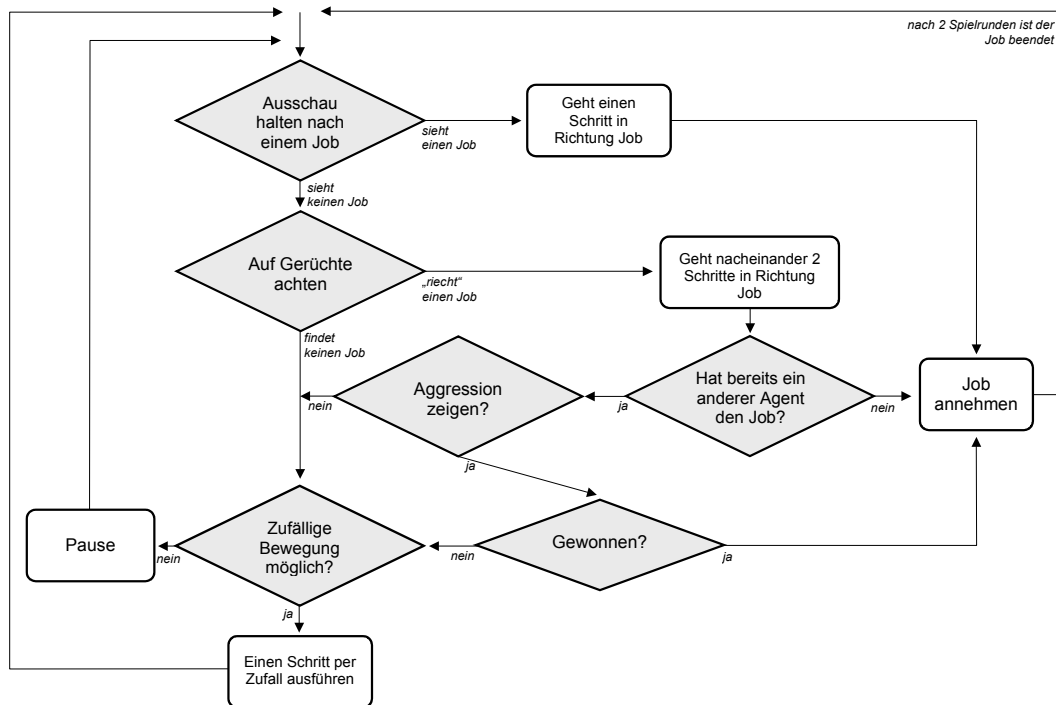 nach 2 Spielrunden ist der
Job beendet
Ausschau
halten nach
einem Job
sieht
einen Job
Geht einen
Schritt in
Richtung Job
sieht
keinen Job
Auf Gerüchte
achten
„riecht“
einen Job
Geht nacheinander 2
Schritte in Richtung
Job
findet
keinen Job
Aggression
zeigen?
nein
ja
Hat bereits ein
anderer Agent
den Job?
ja
nein
Job
annehmen
Pause
Zufällige
Bewegung
möglich?
nein
ja
Gewonnen?
nein
ja
Einen Schritt per
Zufall ausführen